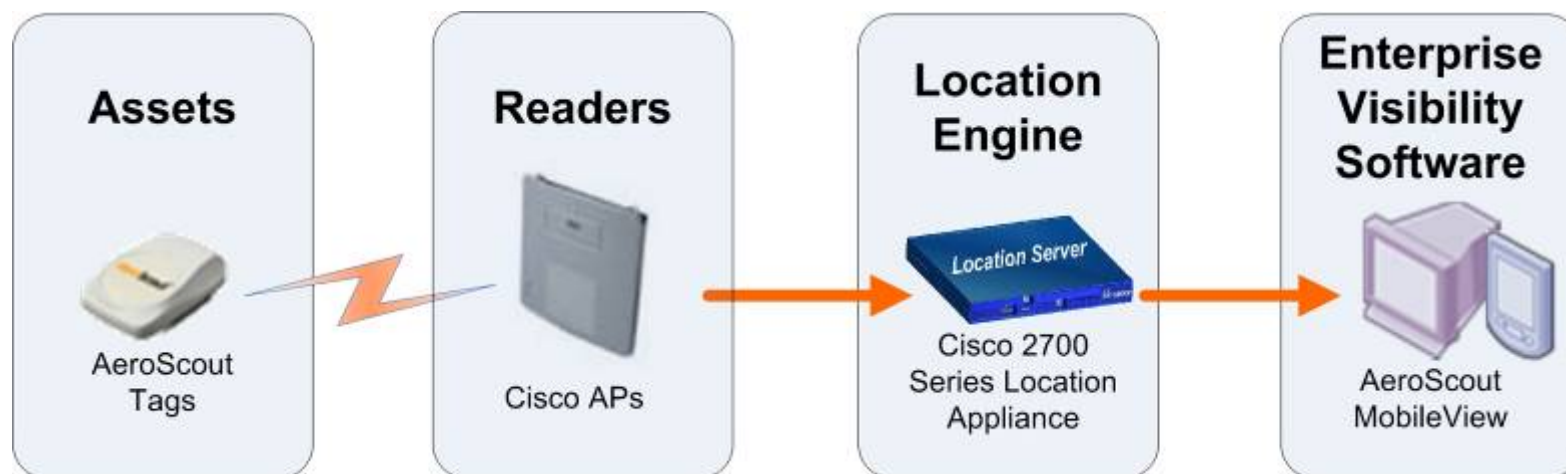 Assets
AeroScout
Tags
Readers
Cisco APs
Location
Engine
Location Server
Cisco 2700
Series Location
Appliance
Enterprise
Visibility
Software
AeroScout
MobileView